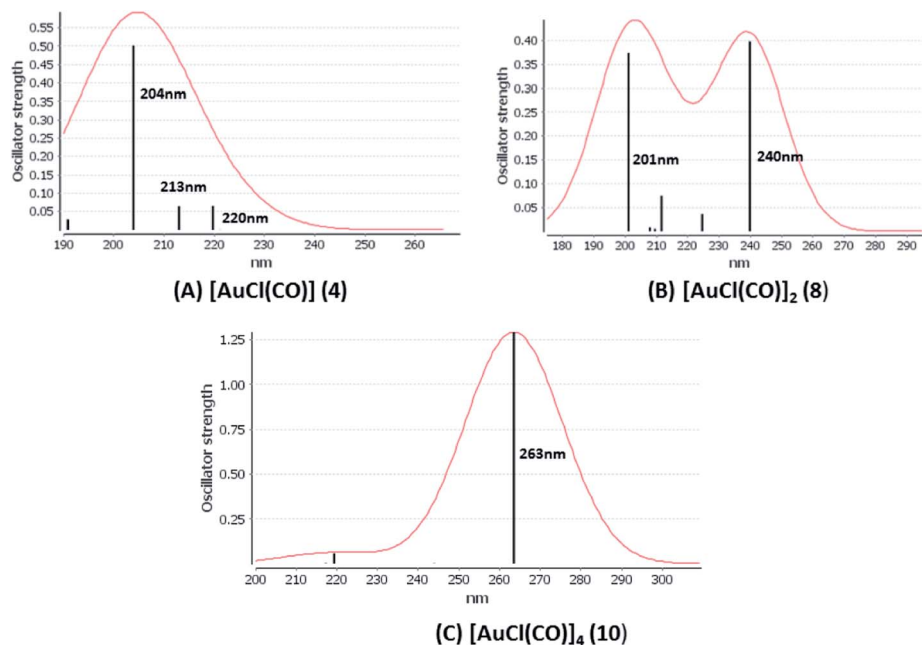 Oscillator strength
0.55
0.50
0.45
0.40
0.35
0.30
0.25
0.20
0.15
0.10
0.05
204nm
213nm
220nm
190 200 210 220 230 240 250 260
nm
(A) [AuCl(CO)] (4)
Oscillator strength
0.40
0.35
0.30
0.25
0.20
0.15
0.10
0.05
201nm
240nm
180 190 200 210 220 230 240 250 260 270 280 290
nm
(B) [AuCl(CO)]₂ (8)
Oscillator strength
1.25
1.00
0.75
0.50
0.25
263nm
200 210 220 230 240 250 260 270 280 290 300
nm
(C) [AuCl(CO)]₄ (10)